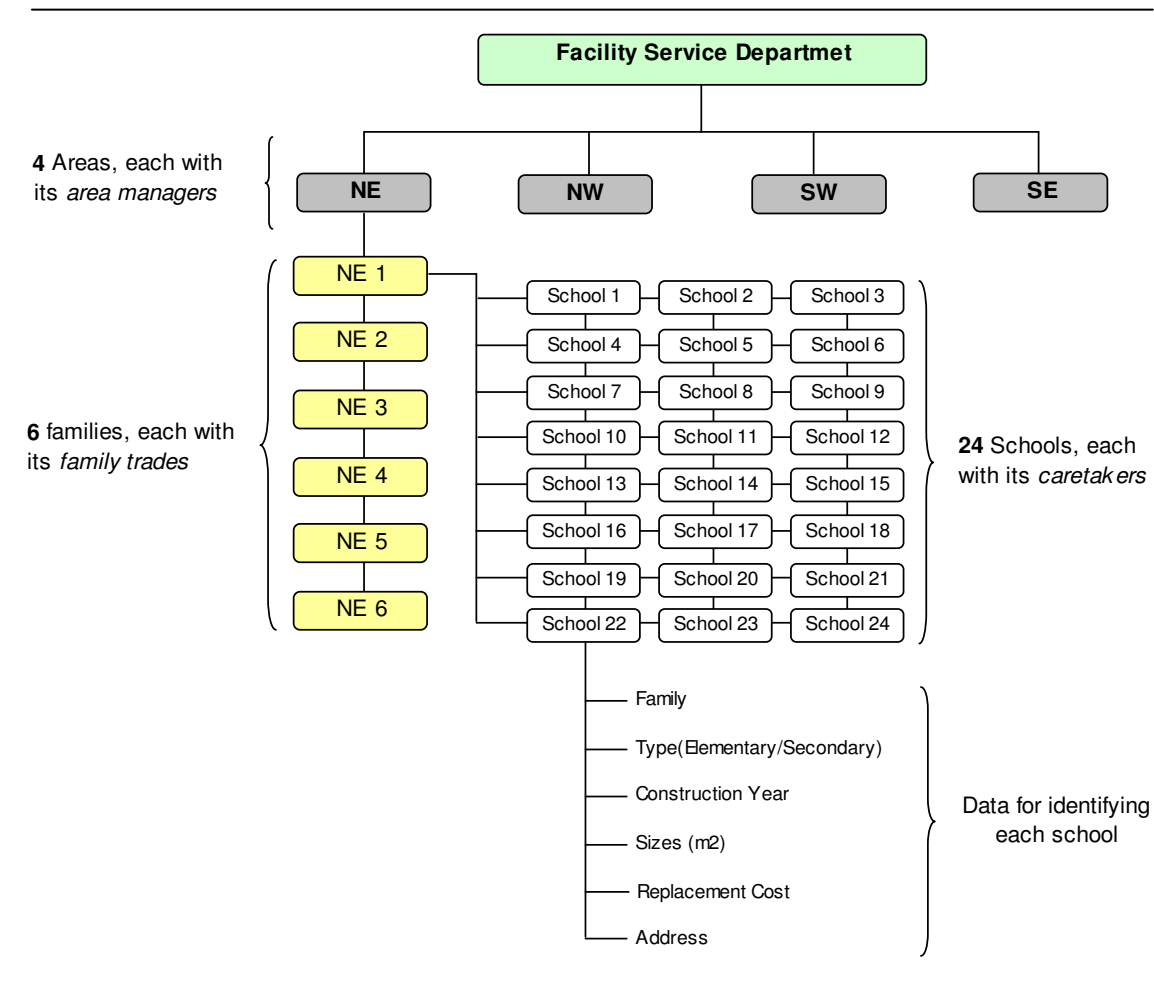 Facility Service Departmet
4 Areas, each with
its area managers
NE
NW
SW
SE
NE 1
NE 2
NE 3
NE 4
NE 5
NE 6
6 families, each with
its family trades
School 1
School 2
School 3
School 4
School 5
School 6
School 7
School 8
School 9
School 10
School 11
School 12
School 13
School 14
School 15
School 16
School 17
School 18
School 19
School 20
School 21
School 22
School 23
School 24
24 Schools, each
with its caretakers
Family
Type(Elementary/Secondary)
Construction Year
Sizes (m2)
Replacement Cost
Address
Data for identifying
each school